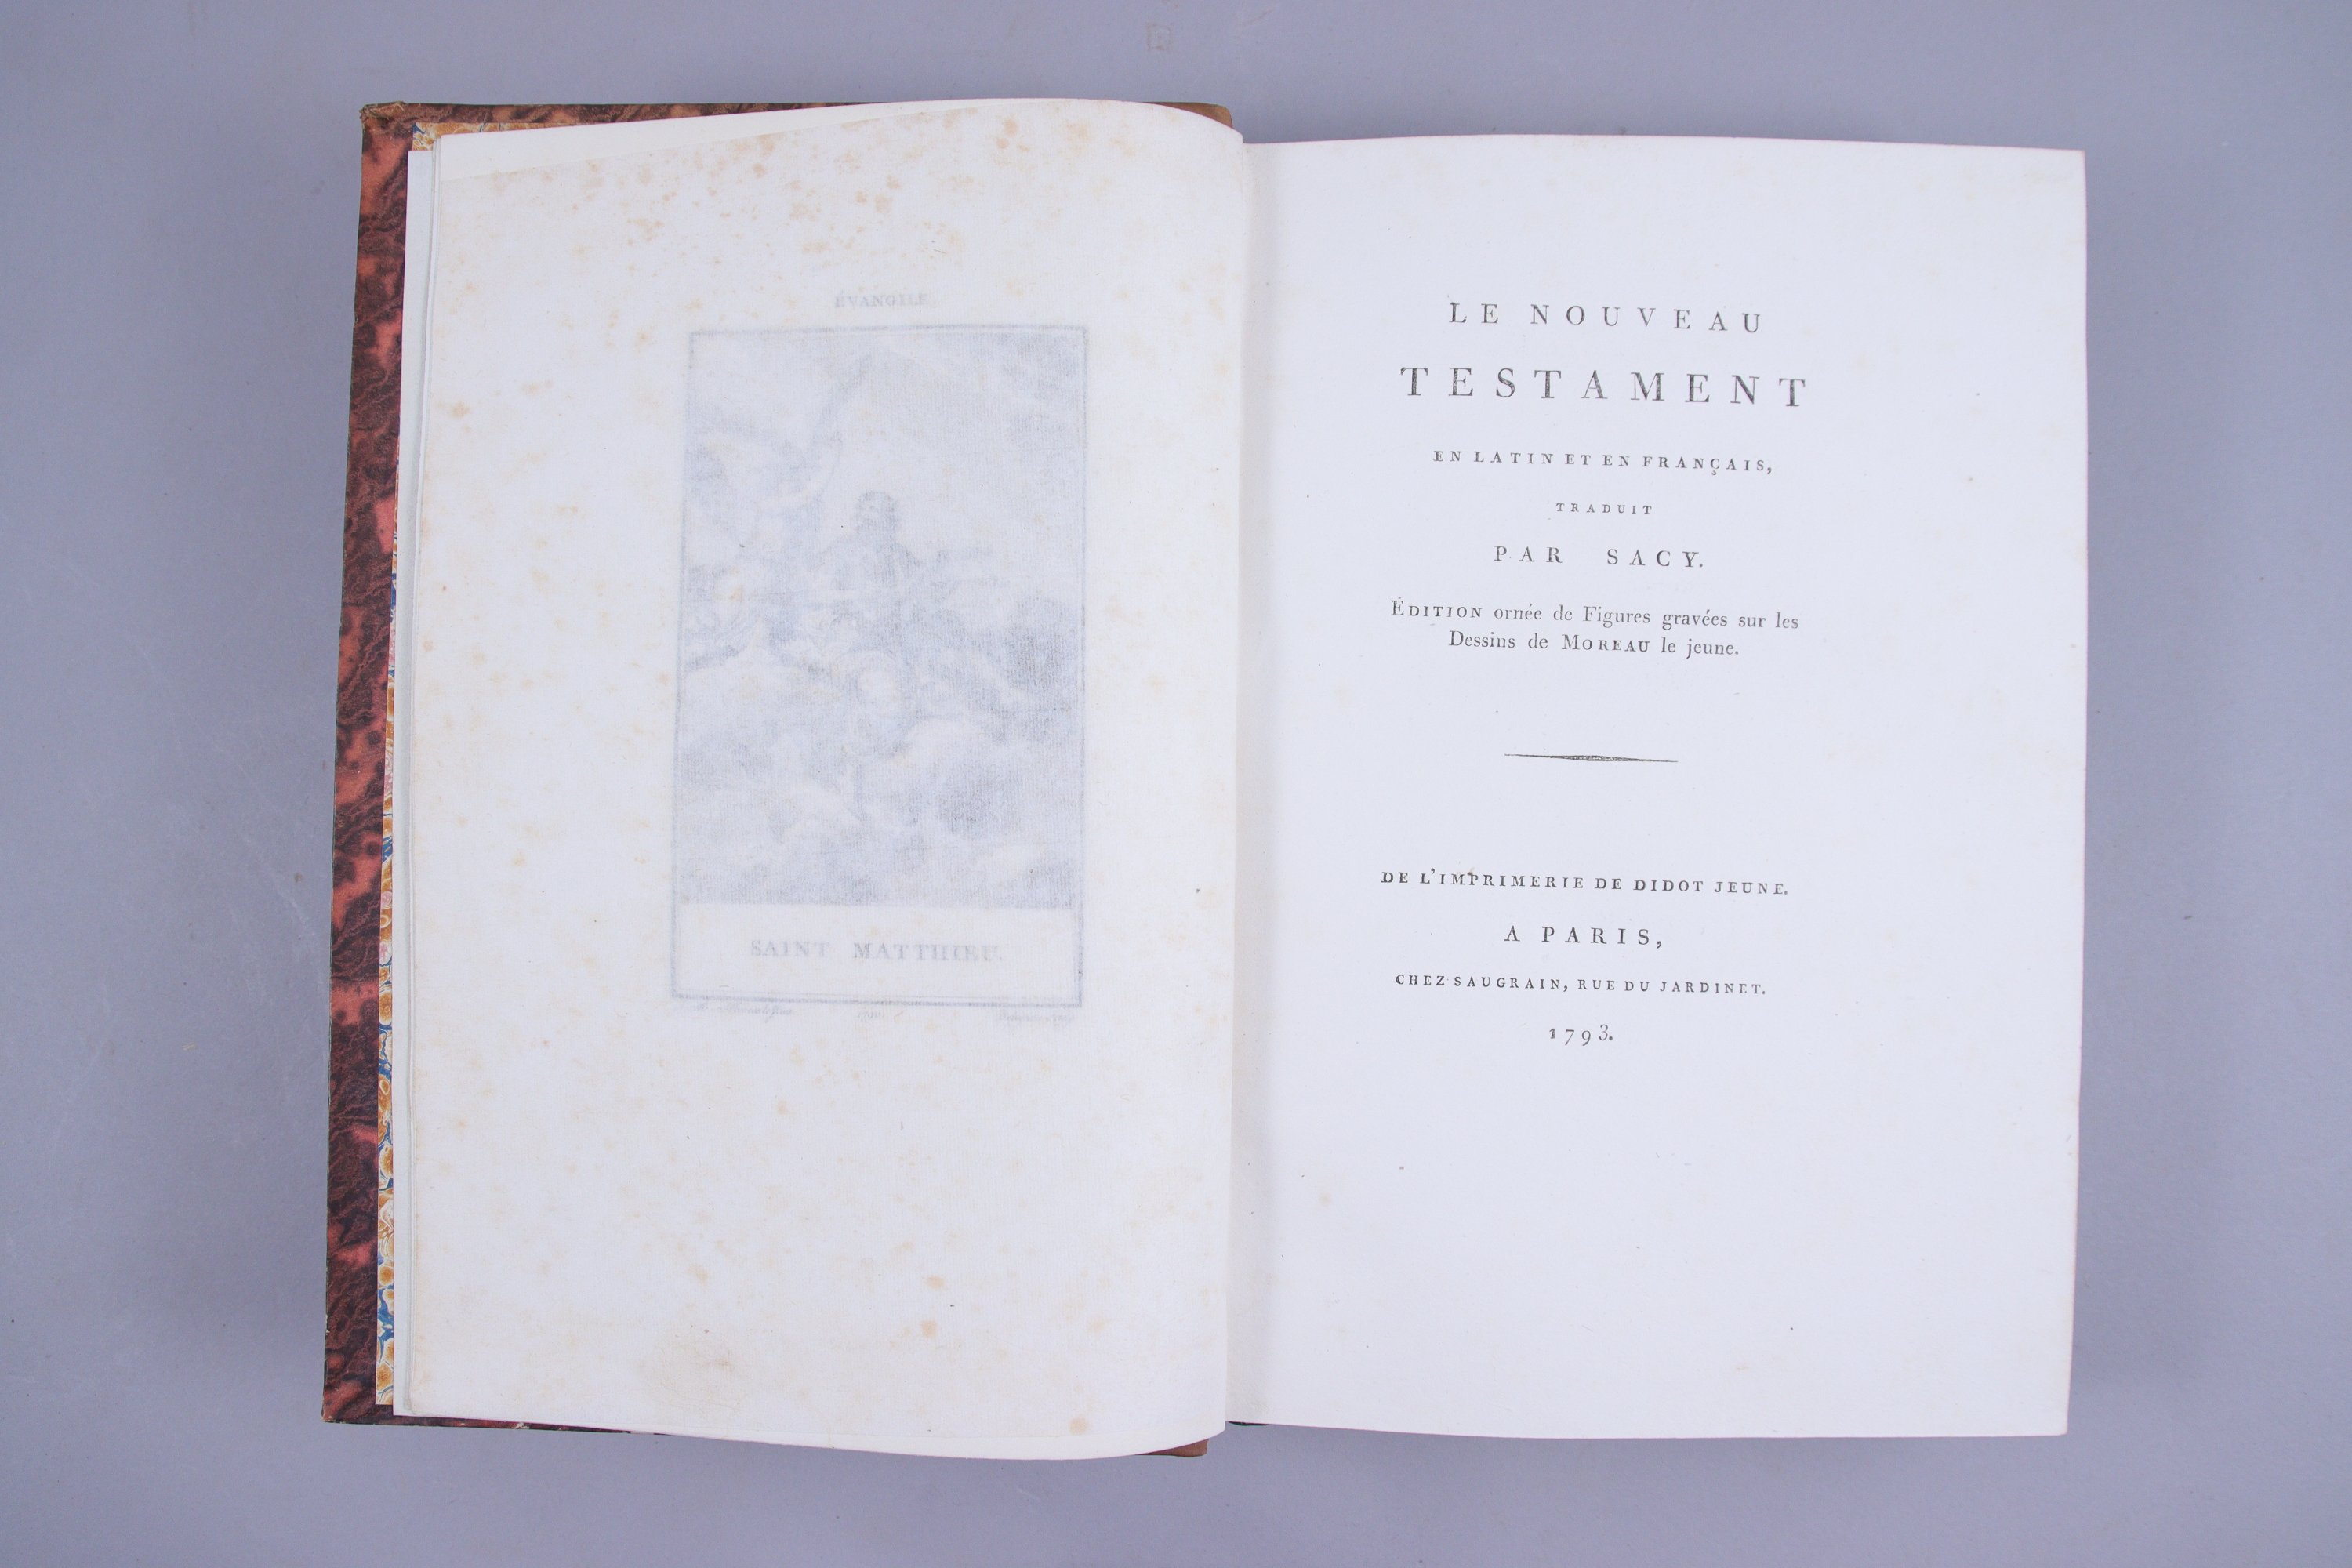 ÉVANGILE.
SAINT MATTHIEU.
LE NOUVEAU
TESTAMENT
EN LATIN ET EN FRANÇAIS,
TRADUIT
PAR SACY.
ÉDITION ornée de Figures gravées sur les
Dessins de MOREAU le jeune.
DE L'IMPRIMERIE DE DIDOT JEUNE.
A PARIS,
CHEZ SAUGRAIN, RUE DU JARDINET.
1793.